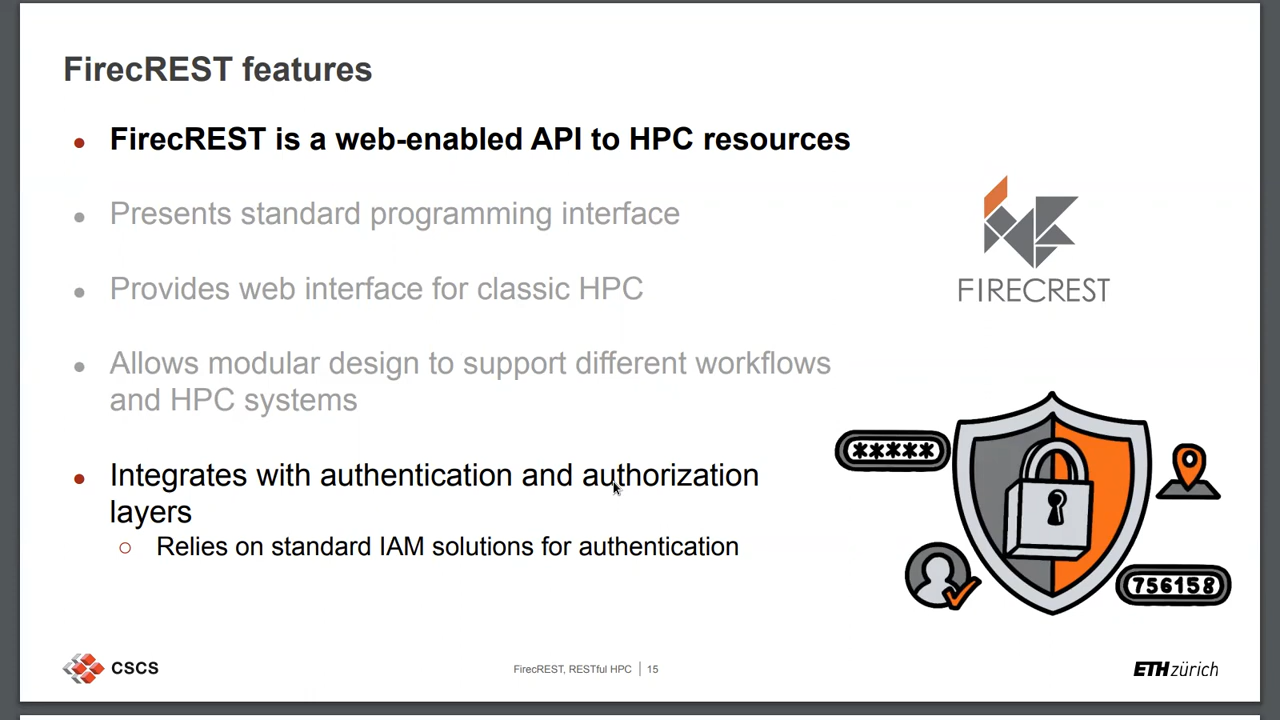 FirecREST features
• FirecREST is a web-enabled API to HPC resources
• Presents standard programming interface
• Provides web interface for classic HPC
• Allows modular design to support different workflows
and HPC systems
• Integrates with authentication and authorization
layers
○ Relies on standard IAM solutions for authentication
FIRECREST
*****
756158
CSCS
FirecREST, RESTful HPC | 15
ETH zürich